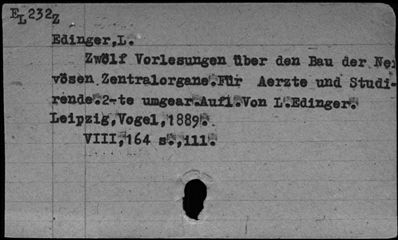 EL232Z
Edinger,L.
Zwölf Vorlesungen über den Bau der Ner
vösen Zentralorgane.Für Aerzte und Studi-
rende.2-te umgear.Aufl.Von L.Edinger.
Leipzig,Vogel,1889.
VIII,164 s.,ill.